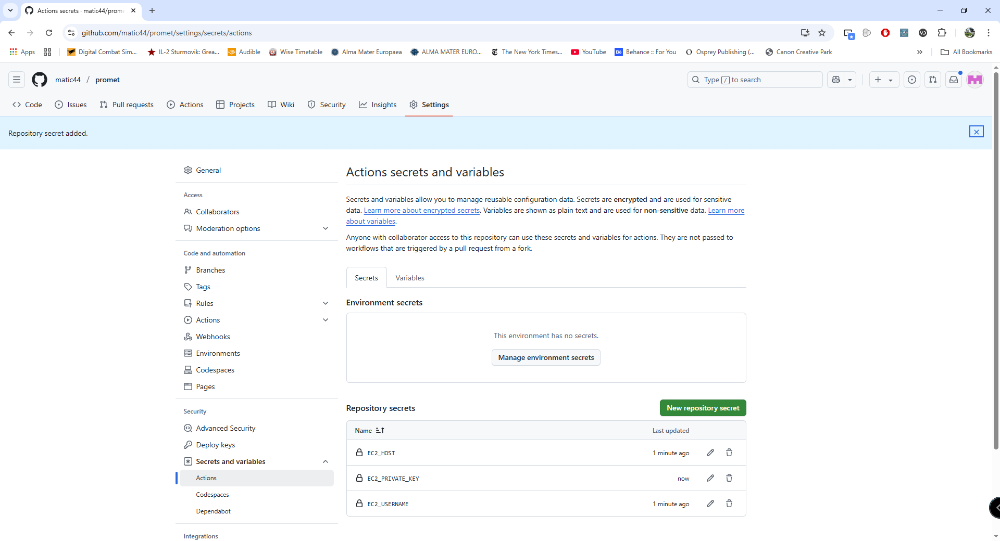 Actions secrets · matic44/prome
github.com/matic44/promet/settings/secrets/actions
Apps
Digital Combat Sim...
IL-2 Sturmovik: Grea...
Audible
Wise Timetable
Alma Mater Europaea
ALMA MATER EURO...
The New York Times...
YouTube
Behance :: For You
Osprey Publishing (...
Canon Creative Park
All Bookmarks
matic44 / promet
Type / to search
Code
Issues
Pull requests
Actions
Projects
Wiki
Security
Insights
Settings
Repository secret added.
General
Access
Collaborators
Moderation options
Code and automation
Branches
Tags
Rules
Actions
Webhooks
Environments
Codespaces
Pages
Security
Advanced Security
Deploy keys
Secrets and variables
Actions
Codespaces
Dependabot
Integrations
Actions secrets and variables
Secrets and variables allow you to manage reusable configuration data. Secrets are encrypted and are used for sensitive
data. Learn more about encrypted secrets. Variables are shown as plain text and are used for non-sensitive data. Learn more
about variables.
Anyone with collaborator access to this repository can use these secrets and variables for actions. They are not passed to
workflows that are triggered by a pull request from a fork.
Secrets
Variables
Environment secrets
This environment has no secrets.
Manage environment secrets
Repository secrets
New repository secret
Name
Last updated
EC2_HOST
1 minute ago
EC2_PRIVATE_KEY
now
EC2_USERNAME
1 minute ago